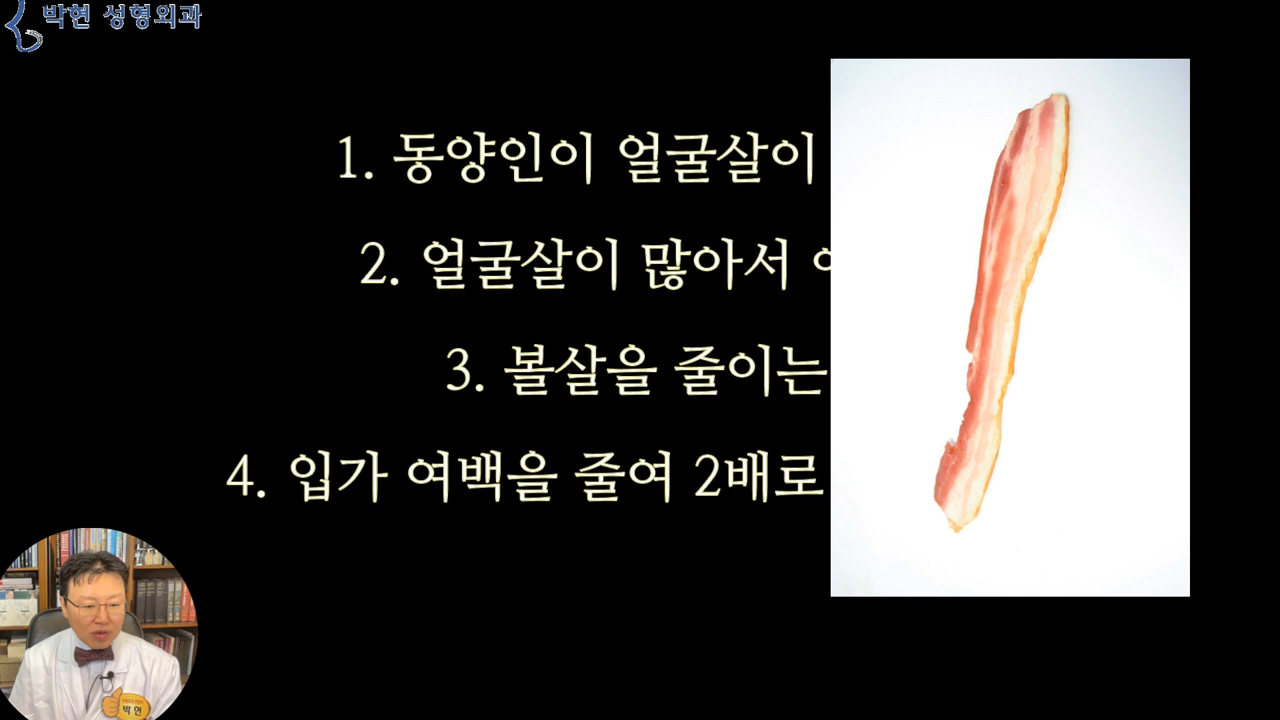 박현 성형외과
1. 동양인이 얼굴살이
2. 얼굴살이 많아서
3. 볼살을 줄이는
4. 입가 여백을 줄여 2배로
박 현